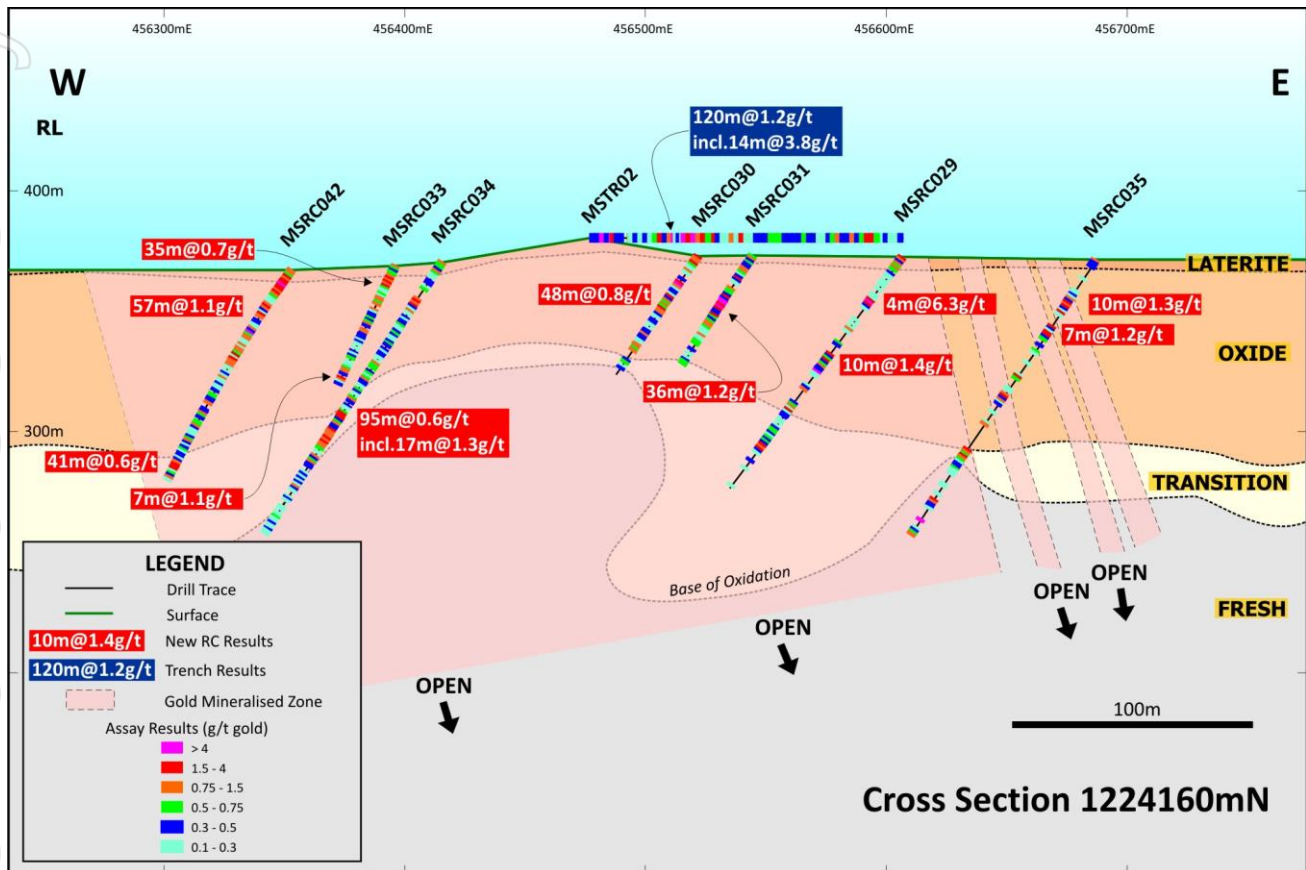 456300mE
456400mE
456500mE
456600mE
456700mE
W
E
RL
400m
300m
120m@1.2g/t
incl.14m@3.8g/t
MSRC042
MSRC033
MSRC034
MSTR02
MSRC030
MSRC031
MSRC029
MSRC035
35m@0.7g/t
57m@1.1g/t
48m@0.8g/t
4m@6.3g/t
10m@1.3g/t
7m@1.2g/t
10m@1.4g/t
36m@1.2g/t
95m@0.6g/t
incl.17m@1.3g/t
41m@0.6g/t
7m@1.1g/t
LATERITE
OXIDE
TRANSITION
FRESH
Base of Oxidation
OPEN
OPEN
OPEN
OPEN
LEGEND
Drill Trace
Surface
10m@1.4g/t New RC Results
120m@1.2g/t Trench Results
Gold Mineralised Zone
Assay Results (g/t gold)
> 4
1.5 - 4
0.75 - 1.5
0.5 - 0.75
0.3 - 0.5
0.1 - 0.3
100m
Cross Section 1224160mN